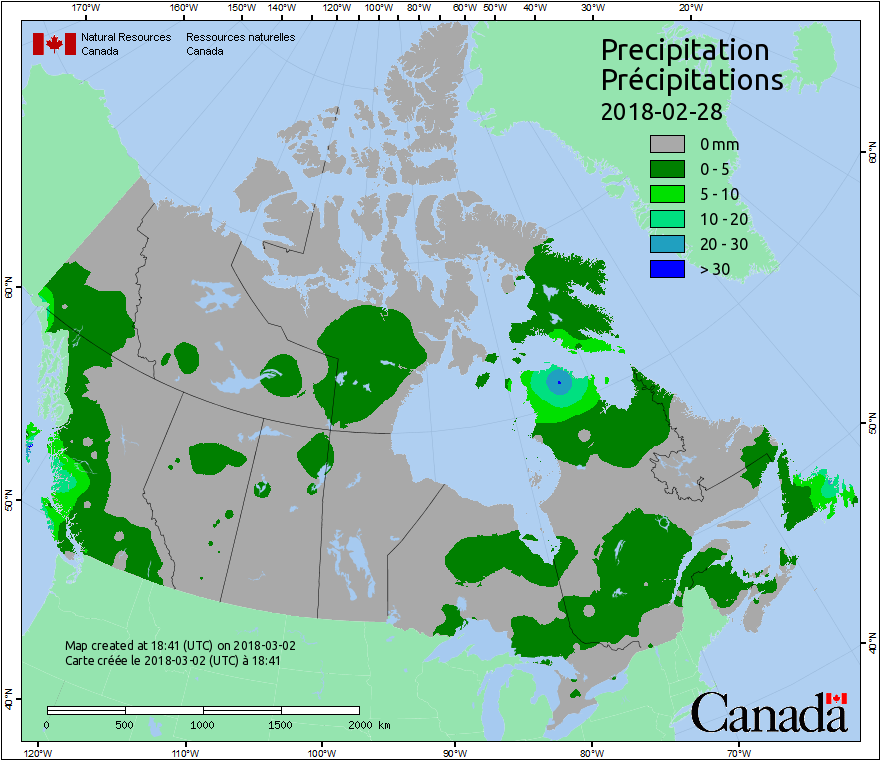 170°W 160°W 150°W 140°W 120°W 100°W 80°W 60°W 50°W 40°W 30°W 20°W
Natural Resources Ressources naturelles
Canada Canada
Precipitation
Précipitations
2018-02-28
0 mm
0 - 5
5 - 10
10 - 20
20 - 30
> 30
60°N 60°N
50°N 50°N
40°N 40°N
Map created at 18:41 (UTC) on 2018-03-02
Carte créée le 2018-03-02 (UTC) à 18:41
0 500 1000 1500 2000 km
Canada
120°W 110°W 100°W 90°W 80°W 70°W